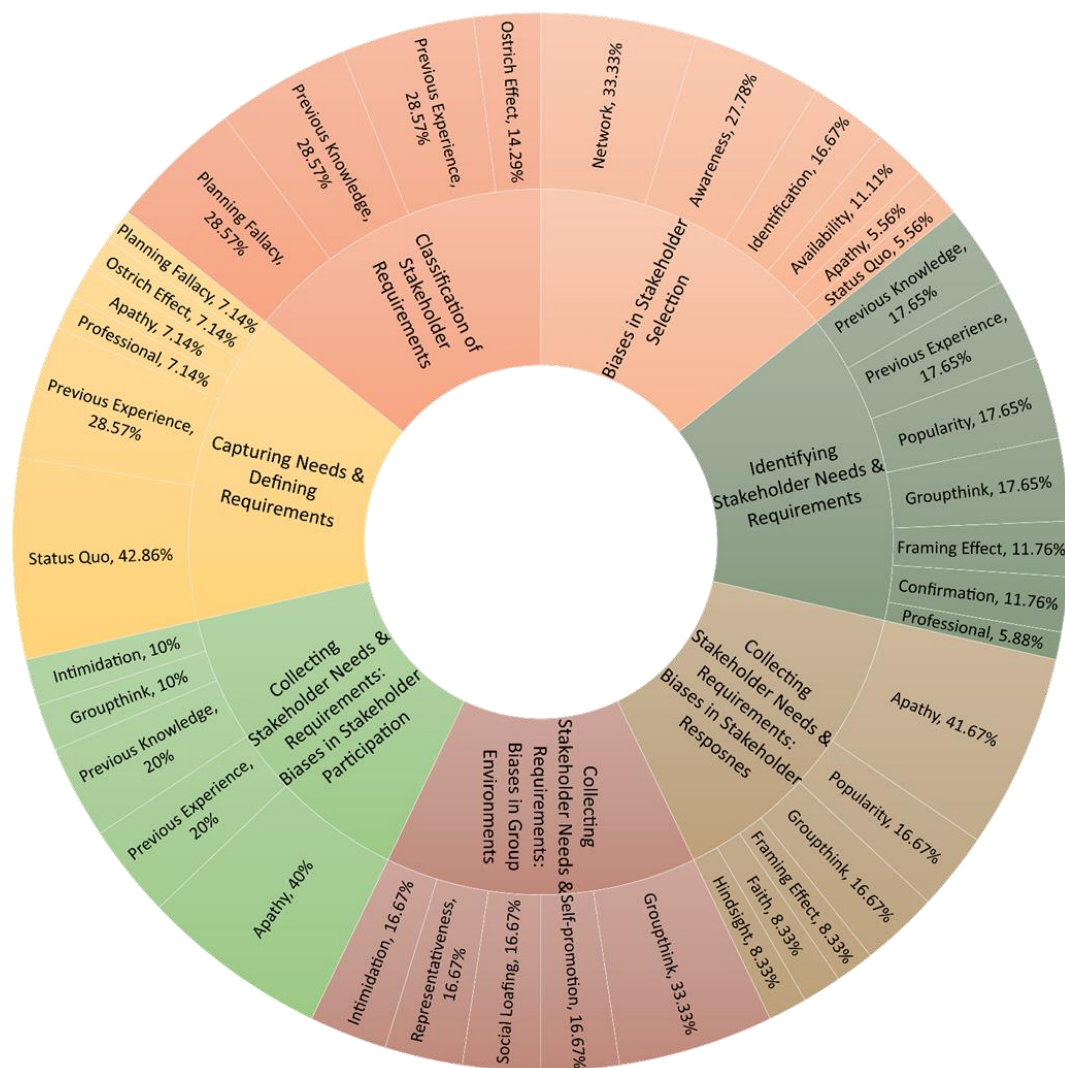 Biases in Stakeholder
Selection
Network, 33.33%
Awareness, 27.78%
Identification, 16.67%
Availability, 11.11%
Apathy, 5.56%
Status Quo, 5.56%
Identifying
Stakeholder Needs &
Requirements
Previous Knowledge,
17.65%
Previous Experience,
17.65%
Popularity, 17.65%
Groupthink, 17.65%
Framing Effect, 11.76%
Confirmation, 11.76%
Professional, 5.88%
Collecting
Stakeholder Needs &
Requirements:
Biases in Stakeholder
Resposnes
Apathy, 41.67%
Popularity, 16.67%
Groupthink, 16.67%
Framing Effect, 8.33%
Faith, 8.33%
Hindsight, 8.33%
Collecting
Stakeholder Needs &
Requirements:
Biases in Group
Environments
Groupthink, 33.33%
Self-promotion, 16.67%
Social Loafing, 16.67%
Representativeness,
16.67%
Intimidation, 16.67%
Collecting
Stakeholder Needs &
Requirements:
Biases in Stakeholder
Participation
Apathy, 40%
Previous Experience,
20%
Previous Knowledge,
20%
Groupthink, 10%
Intimidation, 10%
Capturing Needs &
Defining
Requirements
Status Quo, 42.86%
Previous Experience,
28.57%
Professional, 7.14%
Apathy, 7.14%
Ostrich Effect, 7.14%
Planning Fallacy, 7.14%
Classification of
Stakeholder
Requirements
Planning Fallacy,
28.57%
Previous Knowledge,
28.57%
Previous Experience,
28.57%
Ostrich Effect, 14.29%